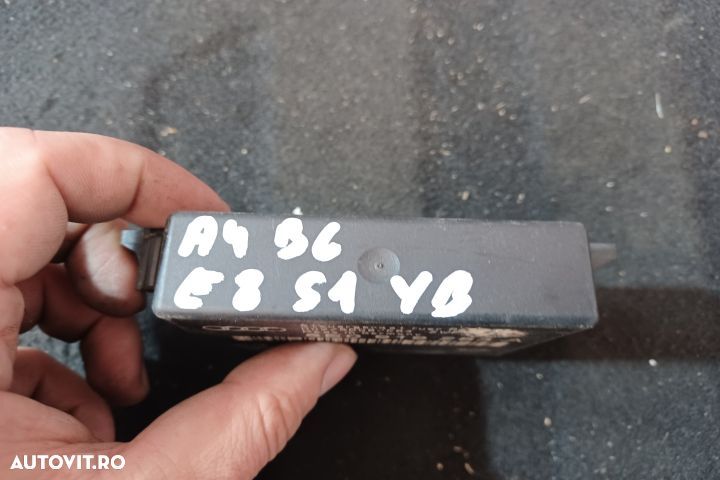 A4 B6
E8 S1 YB
AUTOVIT.RO